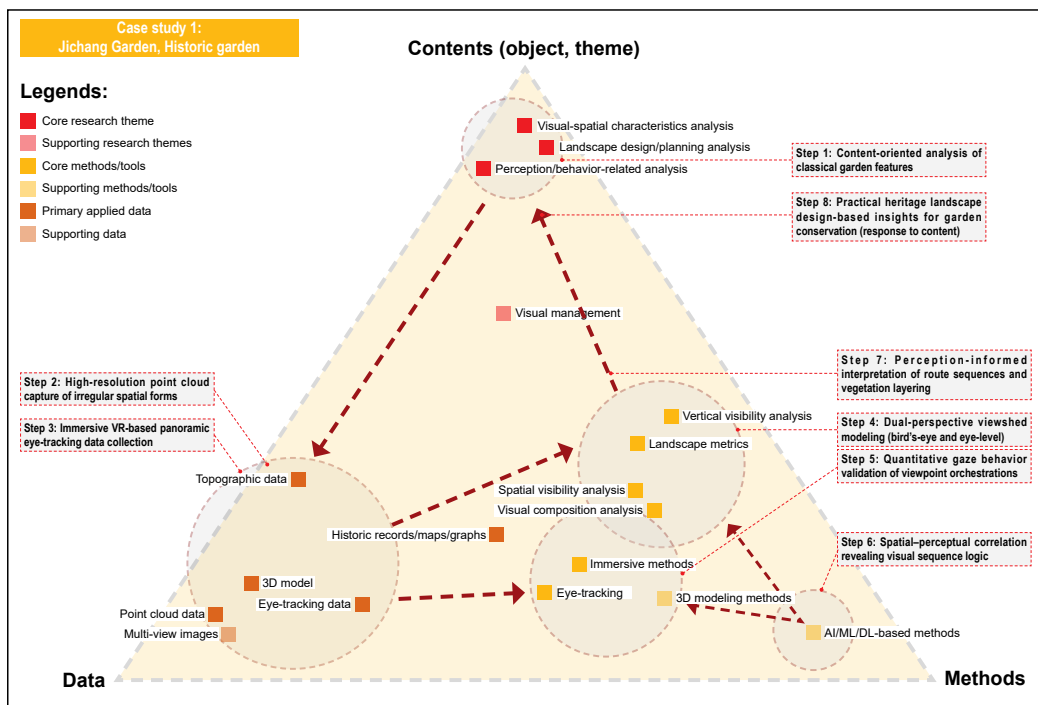 Case study 1:
Jichang Garden, Historic garden
Contents (object, theme)
Legends:
Core research theme
Supporting research themes
Core methods/tools
Supporting methods/tools
Primary applied data
Supporting data
Visual-spatial characteristics analysis
Landscape design/planning analysis
Perception/behavior-related analysis
Step 1: Content-oriented analysis of
classical garden features
Step 8: Practical heritage landscape
design-based insights for garden
conservation (response to content)
Visual management
Step 7: Perception-informed
interpretation of route sequences and
vegetation layering
Step 2: High-resolution point cloud
capture of irregular spatial forms
Step 3: Immersive VR-based panoramic
eye-tracking data collection
Vertical visibility analysis
Landscape metrics
Step 4: Dual-perspective viewshed
modeling (bird's-eye and eye-level)
Step 5: Quantitative gaze behavior
validation of viewpoint orchestrations
Topographic data
Spatial visibility analysis
Visual composition analysis
Historic records/maps/graphs
Step 6: Spatial–perceptual correlation
revealing visual sequence logic
Immersive methods
3D model
Eye-tracking data
Eye-tracking
3D modeling methods
Point cloud data
Multi-view images
AI/ML/DL-based methods
Data
Methods